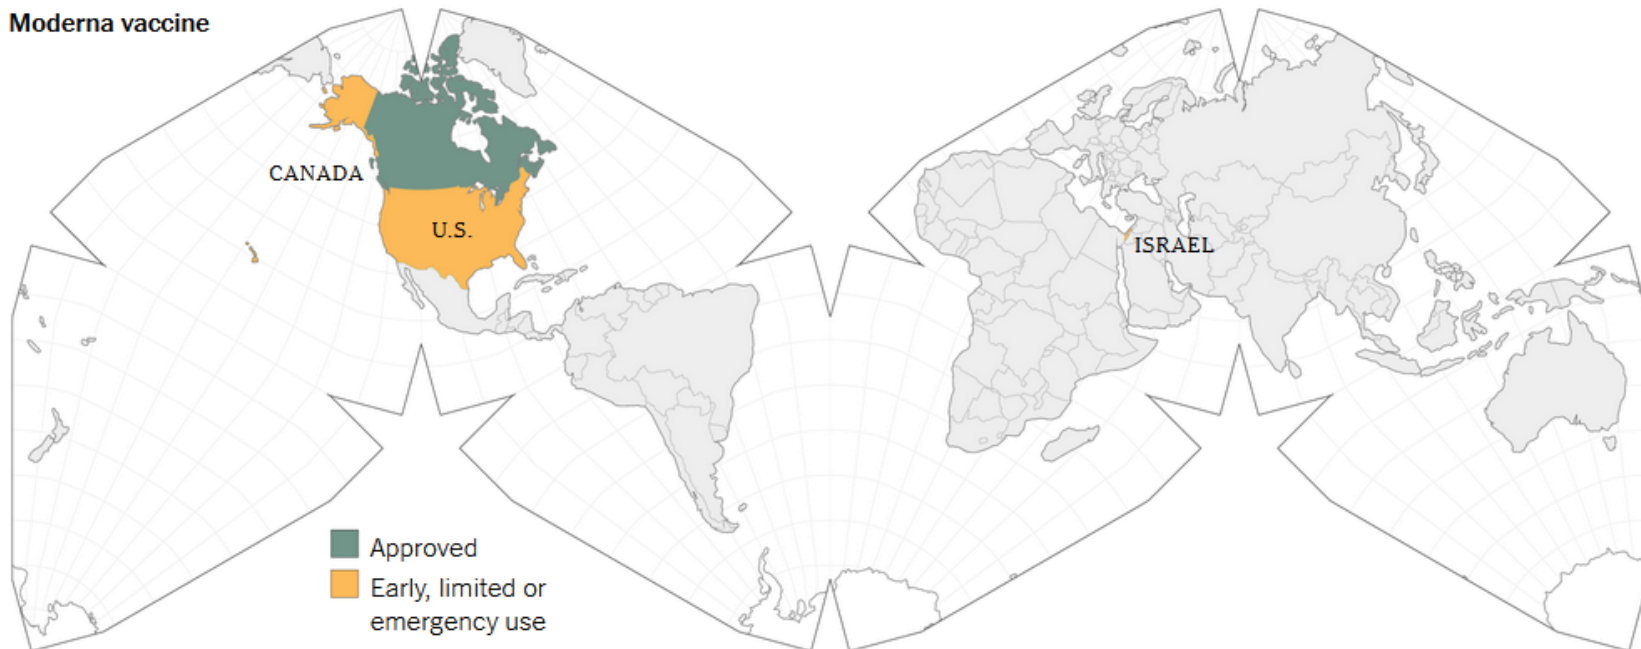 Moderna vaccine
CANADA
U.S.
ISRAEL
Approved
Early, limited or
emergency use